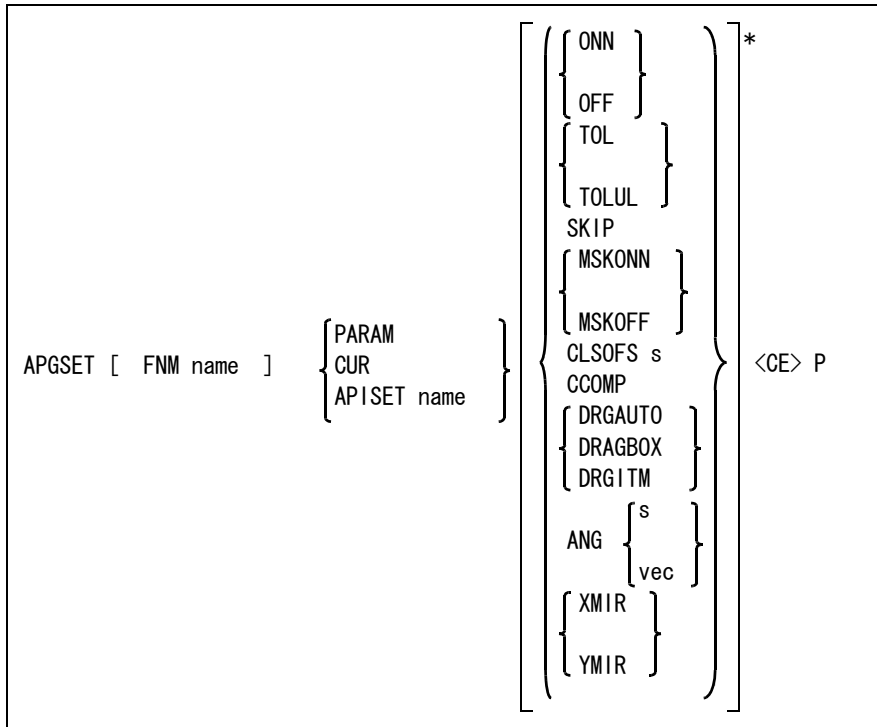 ONN
*
OFF
TOL
TOLUL
SKIP
MSKONN
MSKOFF
APGSET [ FNM name ]
PARAM
CUR
APISET name
CLSOFS s
CCOMP
<CE> P
DRGAUTO
DRAGBOX
DRGITM
ANG
s
vec
XMIR
YMIR